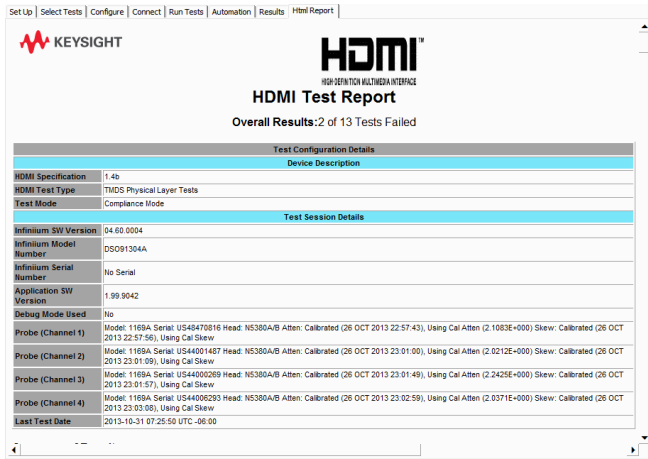 Set Up | Select Tests | Configure | Connect | Run Tests | Automation | Results | Html Report
KEYSIGHT
HDMI™
HIGH-DEFINITION MULTIMEDIA INTERFACE
HDMI Test Report
Overall Results:2 of 13 Tests Failed
Test Configuration Details
Device Description
HDMI Specification 1.4b
HDMI Test Type TMDS Physical Layer Tests
Test Mode Compliance Mode
Test Session Details
Infiniium SW Version 04.60.0004
Infiniium Model
Number DSO91304A
Infiniium Serial
Number No Serial
Application SW
Version 1.99.9042
Debug Mode Used No
Probe (Channel 1) Model: 1169A Serial: US48470816 Head: N5380A/B Atten: Calibrated (26 OCT 2013 22:57:43), Using Cal Atten (2.1083E+000) Skew: Calibrated (26 OCT
2013 22:57:56), Using Cal Skew
Probe (Channel 2) Model: 1169A Serial: US44001487 Head: N5380A/B Atten: Calibrated (26 OCT 2013 23:01:00), Using Cal Atten (2.0212E+000) Skew: Calibrated (26 OCT
2013 23:01:09), Using Cal Skew
Probe (Channel 3) Model: 1169A Serial: US44000269 Head: N5380A/B Atten: Calibrated (26 OCT 2013 23:01:49), Using Cal Atten (2.2425E+000) Skew: Calibrated (26 OCT
2013 23:01:57), Using Cal Skew
Probe (Channel 4) Model: 1169A Serial: US44006293 Head: N5380A/B Atten: Calibrated (26 OCT 2013 23:02:59), Using Cal Atten (2.0371E+000) Skew: Calibrated (26 OCT
2013 23:03:08), Using Cal Skew
Last Test Date 2013-10-31 07:25:50 UTC -06:00